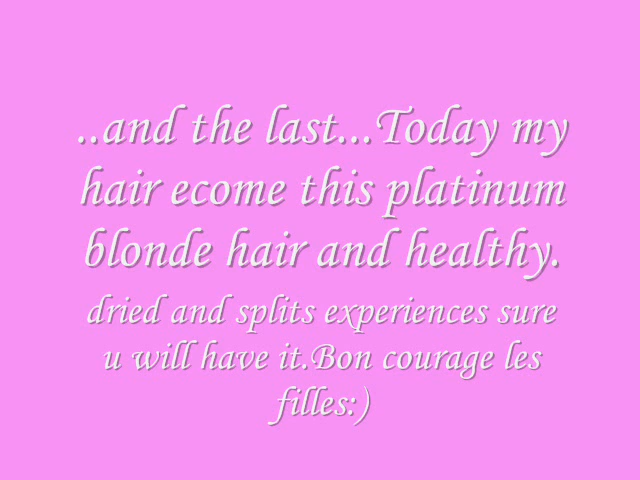 ..and the last...Today my
hair ecome this platinum
blonde hair and healthy.
dried and splits experiences sure
u will have it.Bon courage les
filles:)